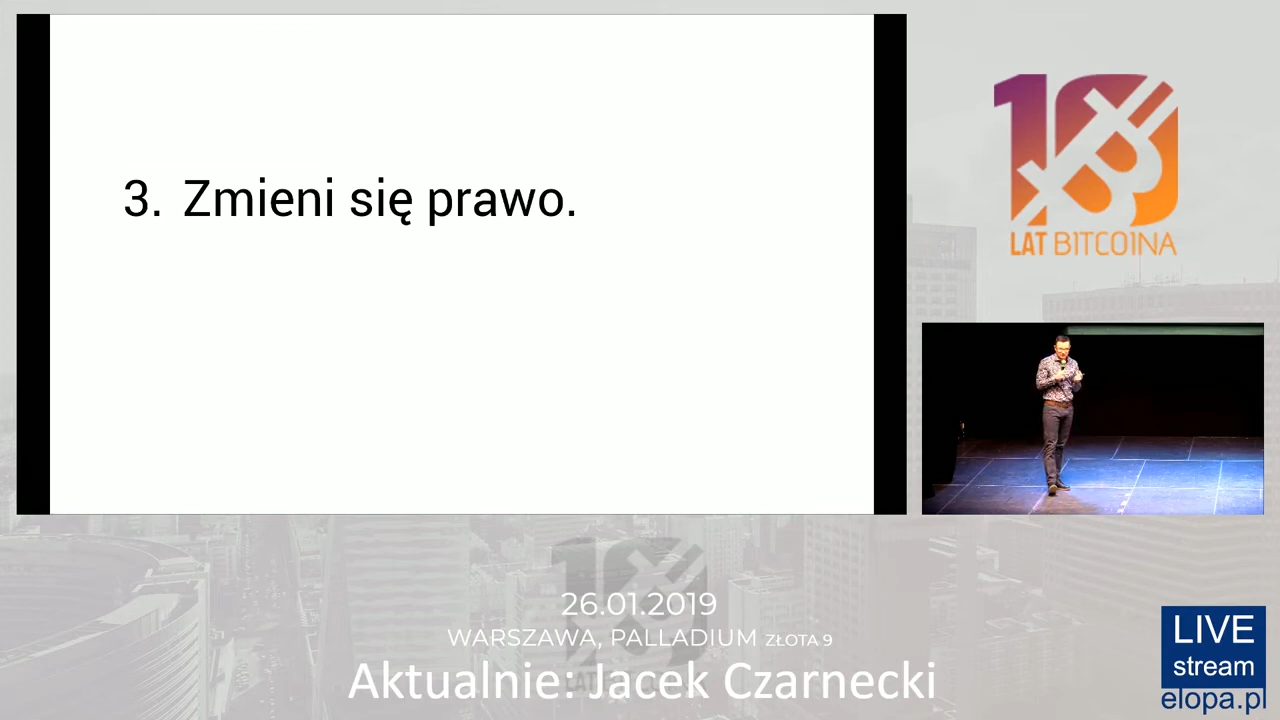 3. Zmieni się prawo.
10
LAT BITCOINA
26.01.2019
WARSZAWA, PALLADIUM ZŁOTA 9
Aktualnie: Jacek Czarnecki
LIVE
stream
elopa.pl